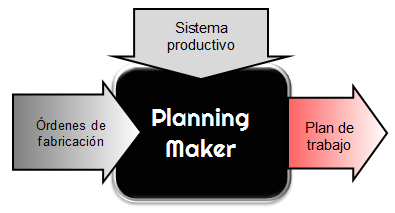 Sistema
productivo
Órdenes de
fabricación
Planning
Maker
Plan de
trabajo